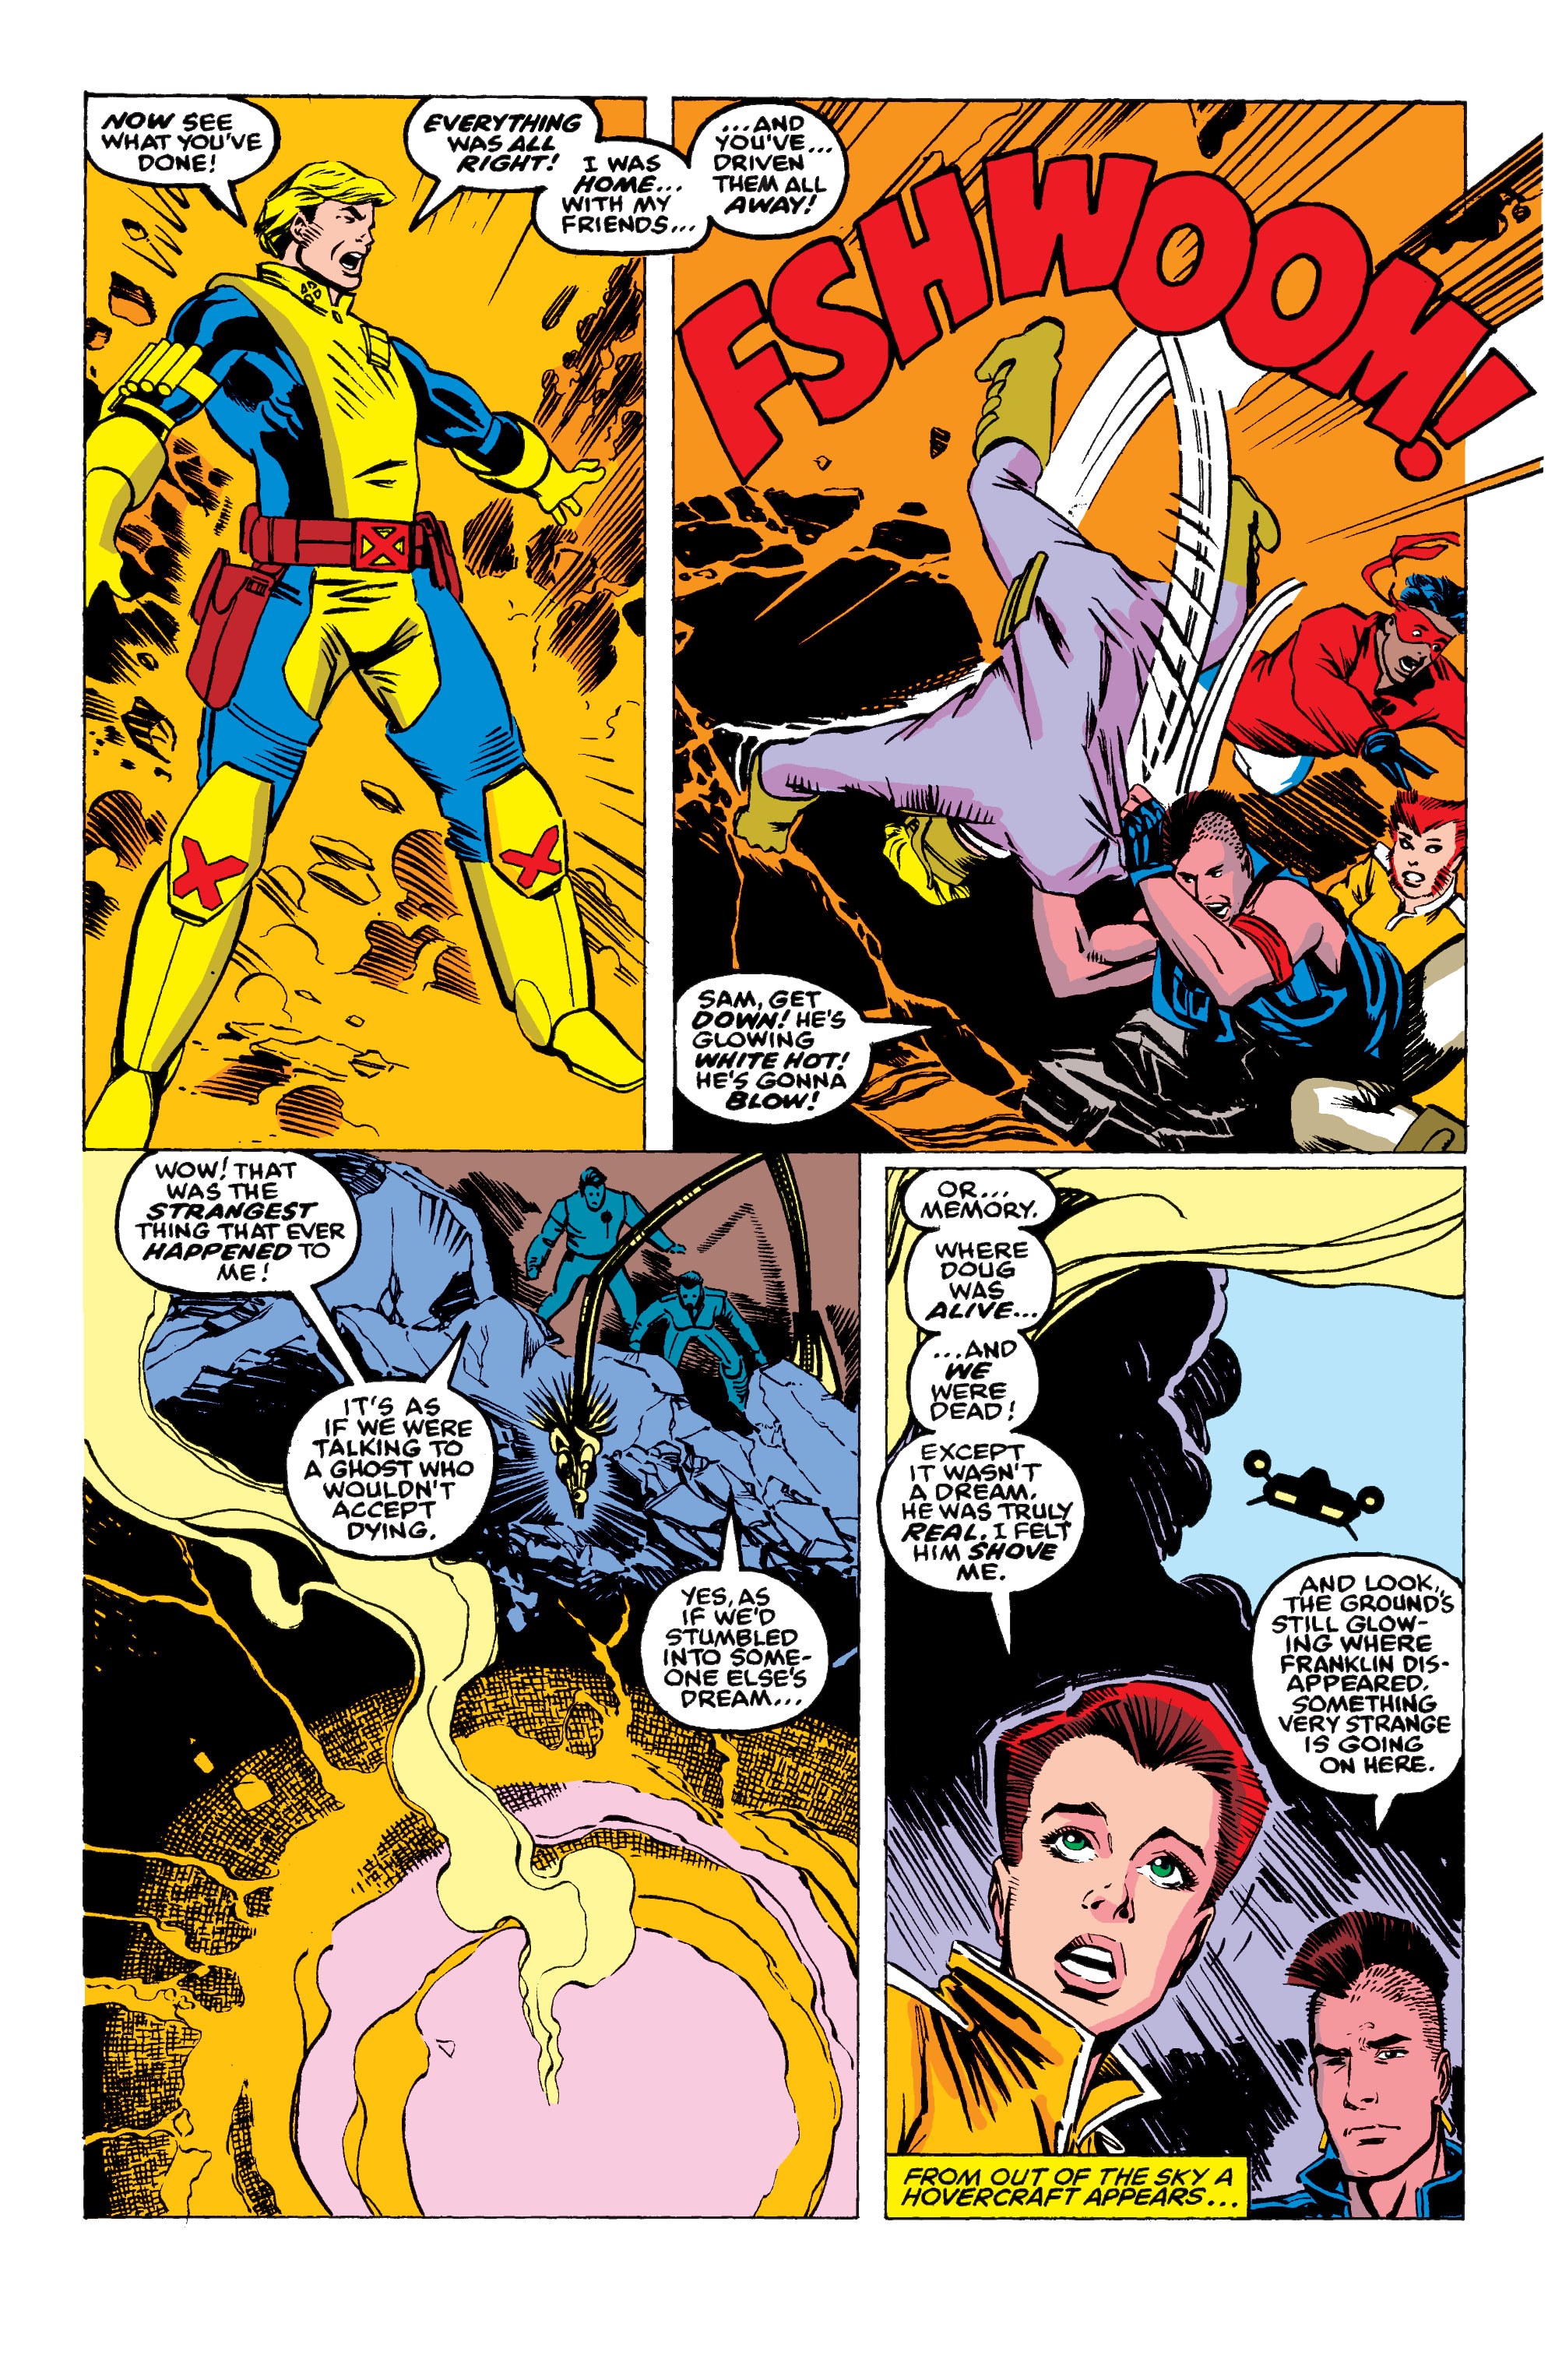 NOW SEE
WHAT YOU'VE
DONE!
EVERYTHING
WAS ALL
RIGHT!
I WAS
HOME...
WITH MY
FRIENDS...
...AND
YOU'VE...
DRIVEN
THEM ALL
AWAY!
FSHWOOM!
SAM, GET
DOWN! HE'S
GLOWING
WHITE HOT!
HE'S GONNA
BLOW!
WOW! THAT
WAS THE
STRANGEST
THING THAT EVER
HAPPENED TO
ME!
IT'S AS
IF WE WERE
TALKING TO
A GHOST WHO
WOULDN'T
ACCEPT
DYING.
YES, AS
IF WE'D
STUMBLED
INTO SOME-
ONE ELSE'S
DREAM...
OR...
MEMORY.
WHERE
DOUG
WAS
ALIVE...
...AND
WE
WERE
DEAD!
EXCEPT
IT WASN'T
A DREAM.
HE WAS TRULY
REAL. I FELT
HIM SHOVE
ME.
AND LOOK,
THE GROUND'S
STILL GLOW-
ING WHERE
FRANKLIN DIS-
APPEARED.
SOMETHING
VERY STRANGE
IS GOING
ON HERE.
FROM OUT OF THE SKY A
HOVERCRAFT APPEARS...